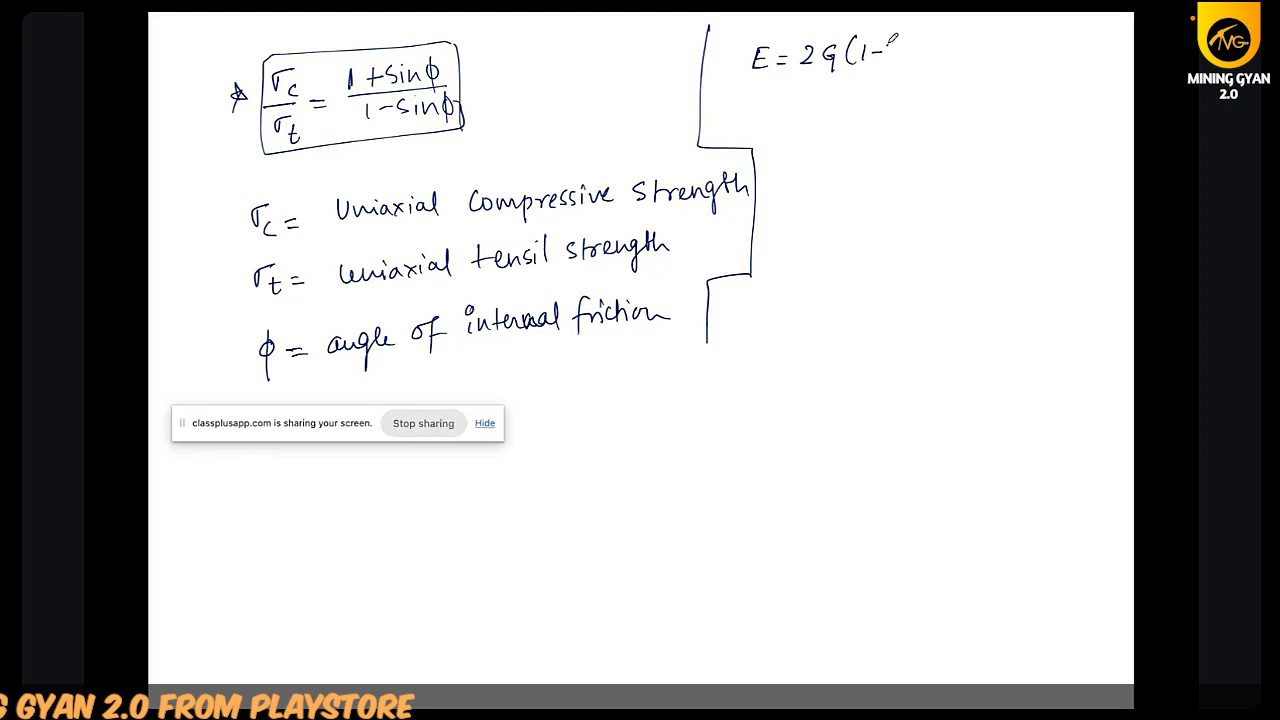 * σc/σt = 1+sinϕ/1-sinϕ
σc = Uniaxial Compressive strength
σt = Uniaxial tensil strength
ϕ = angle of internal friction
E = 2G(1-
classplusapp.com is sharing your screen. Stop sharing Hide
MINING GYAN
2.0
G GYAN 2.0 FROM PLAYSTORE